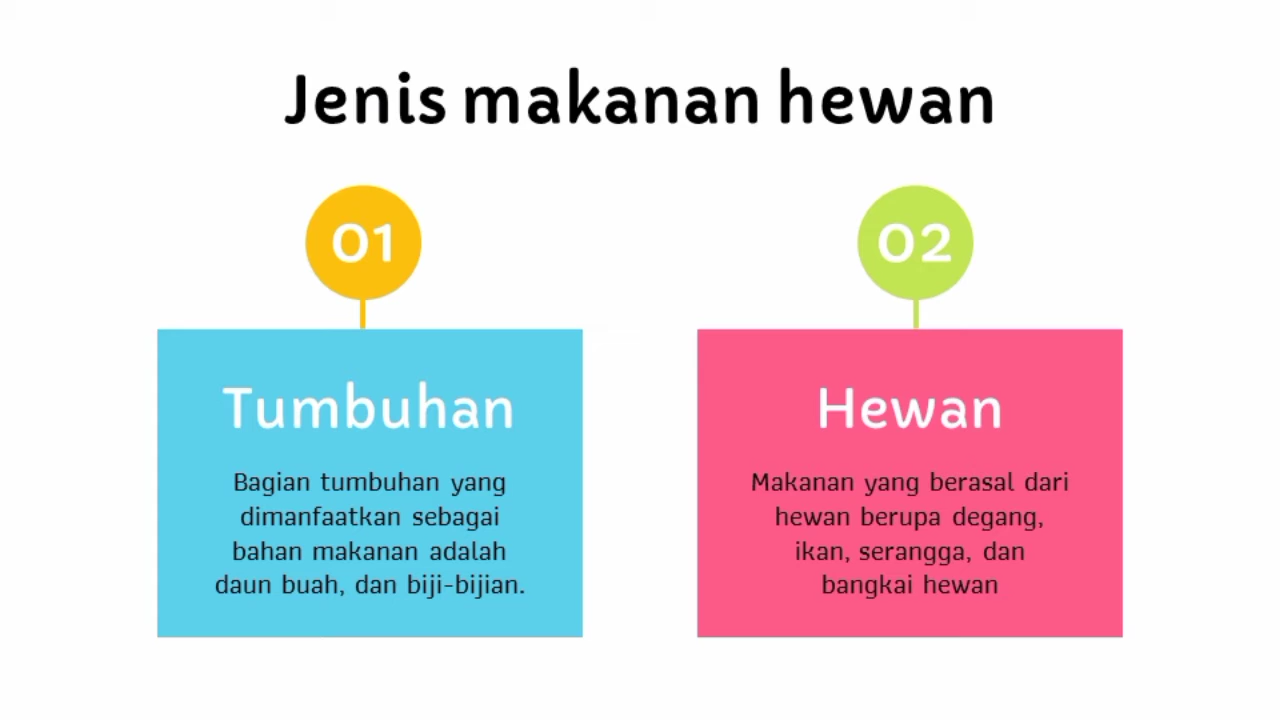 Jenis makanan hewan
01
Tumbuhan
Bagian tumbuhan yang
dimanfaatkan sebagai
bahan makanan adalah
daun buah, dan biji-bijian.
02
Hewan
Makanan yang berasal dari
hewan berupa degang,
ikan, serangga, dan
bangkai hewan